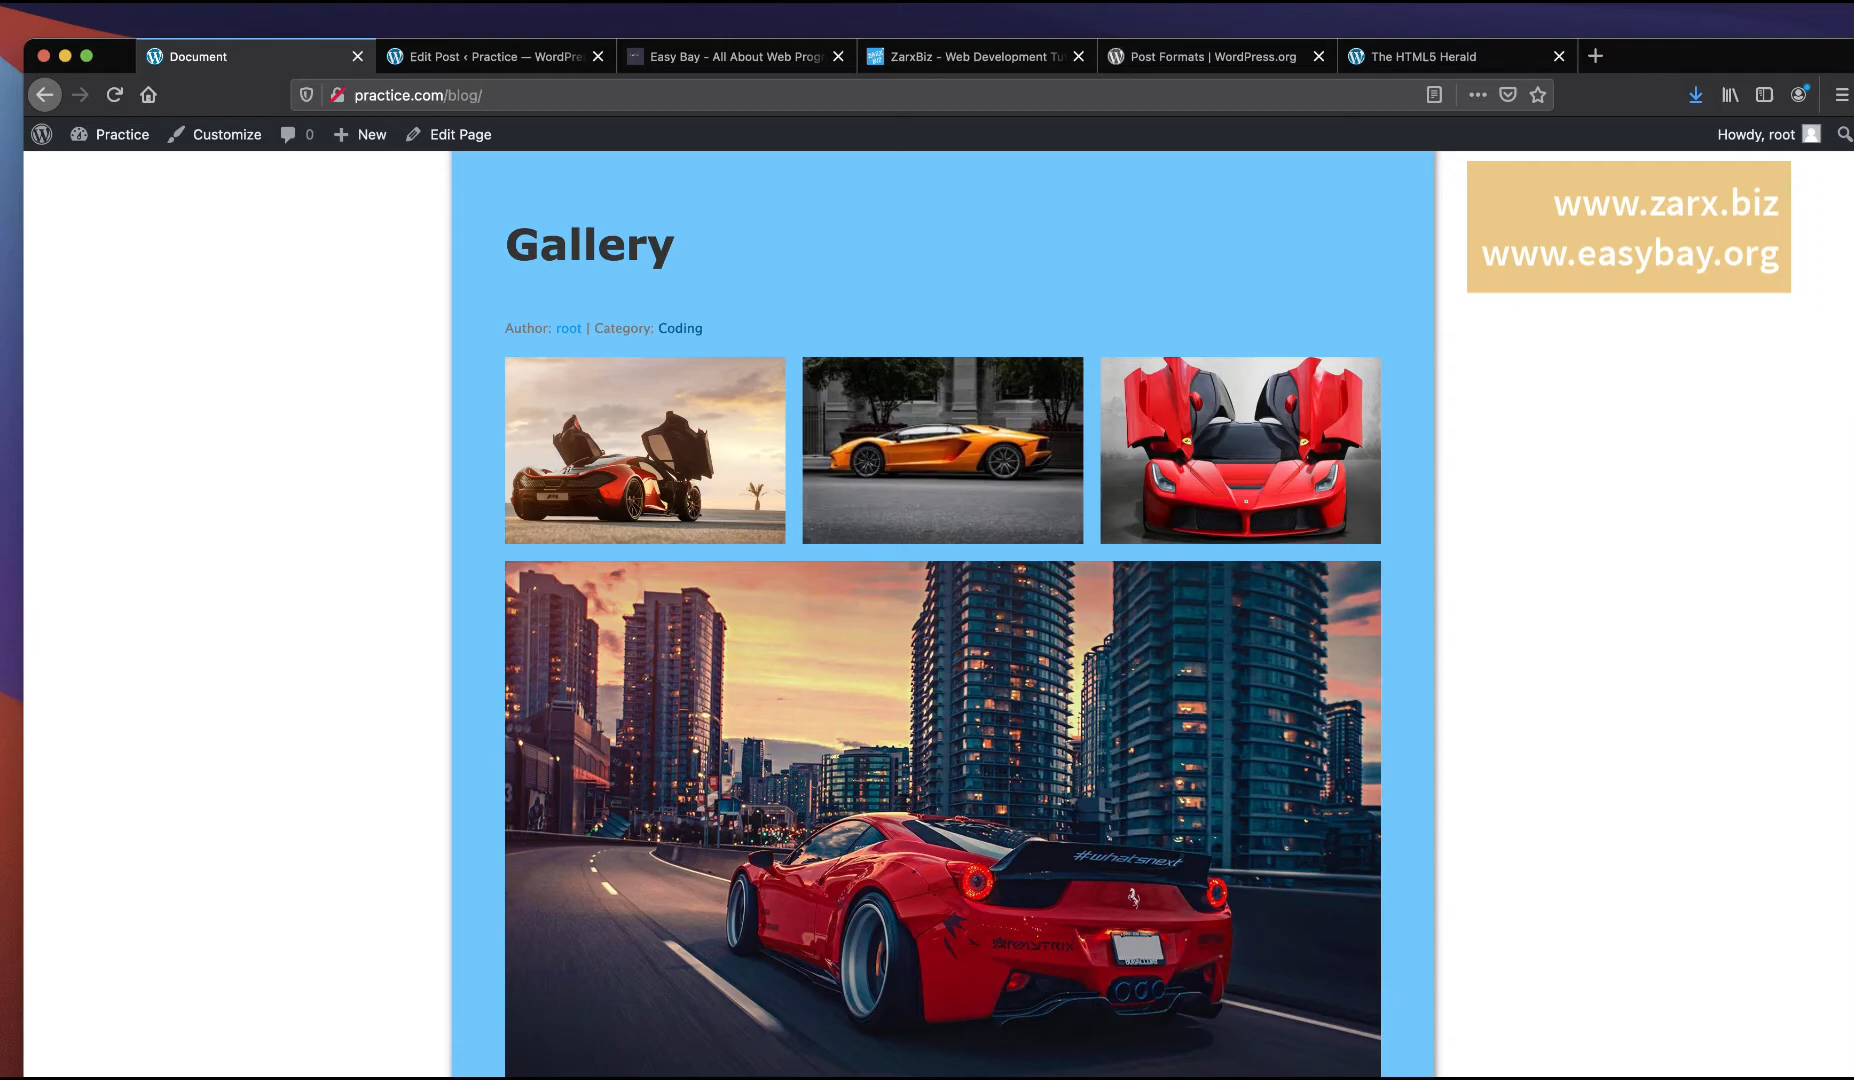 Document
Edit Post ‹ Practice — WordPre
Easy Bay - All About Web Progr
ZarxBiz - Web Development Tu
Post Formats | WordPress.org
The HTML5 Herald
practice.com/blog/
Practice
Customize
0
New
Edit Page
Howdy, root
www.zarx.biz
www.easybay.org
Gallery
Author: root | Category: Coding
#whatsnext